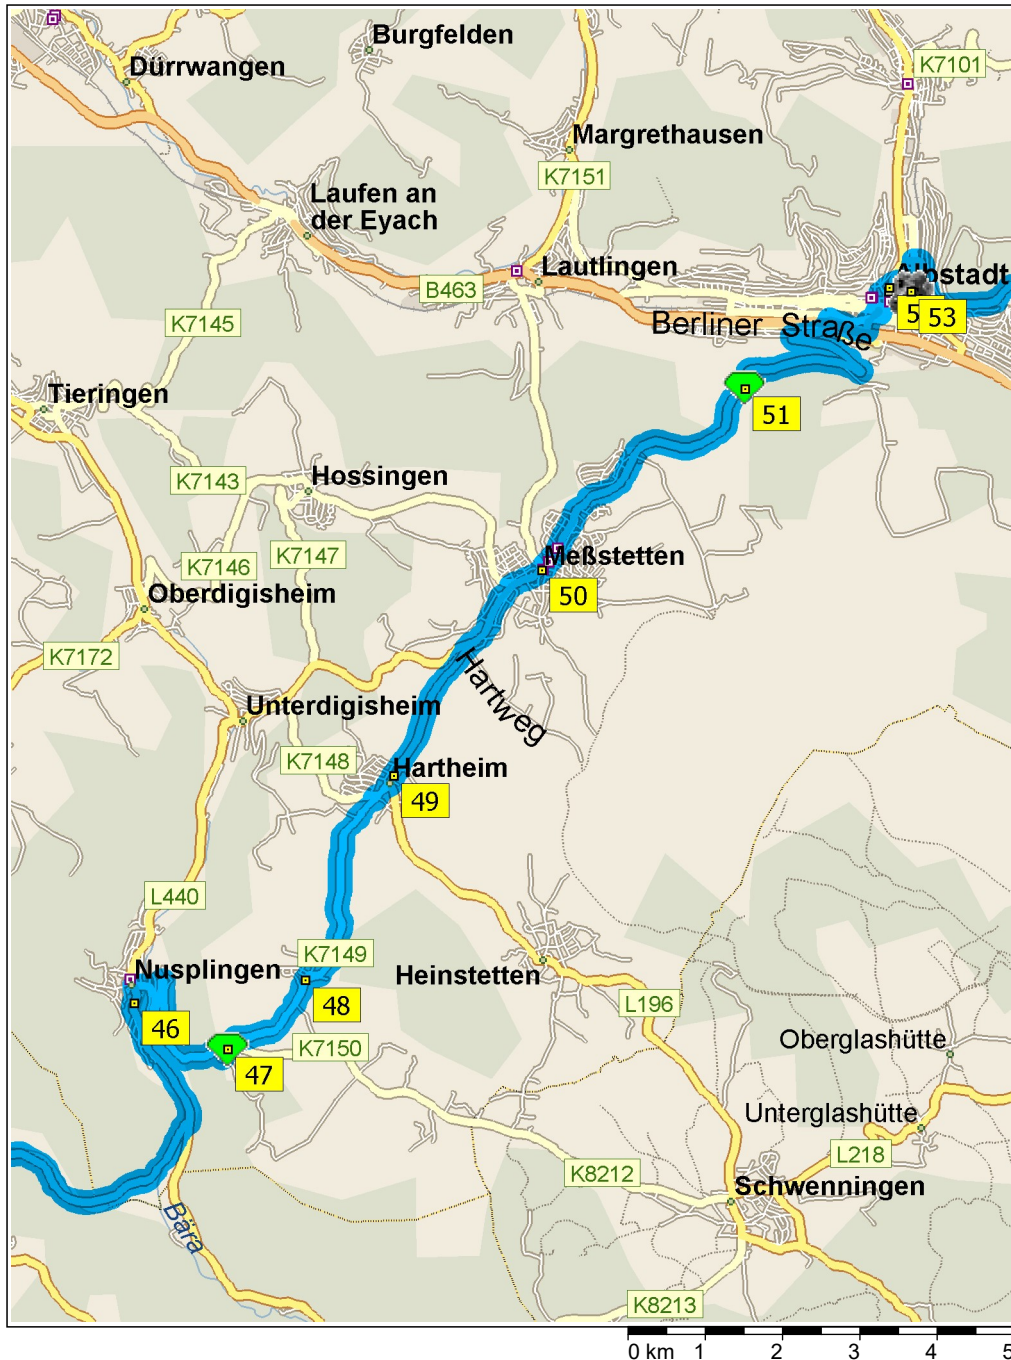 Burgfelden
Dürrwangen
K7101
Margrethausen
K7151
Laufen an
der Eyach
Lautlingen
Albstadt
B463
K7145
53
Berliner Straße
Tieringen
51
K7143
Hossingen
K7147
K7146
Meßstetten
50
Oberdigisheim
K7172
Hartweg
Unterdigisheim
K7148
Hartheim
49
L440
K7149
Nusplingen
Heinstetten
48
L196
46
K7150
47
Oberglashütte
Unterglashütte
L218
K8212
Schwenningen
Bära
K8213
0 km 1 2 3 4 5